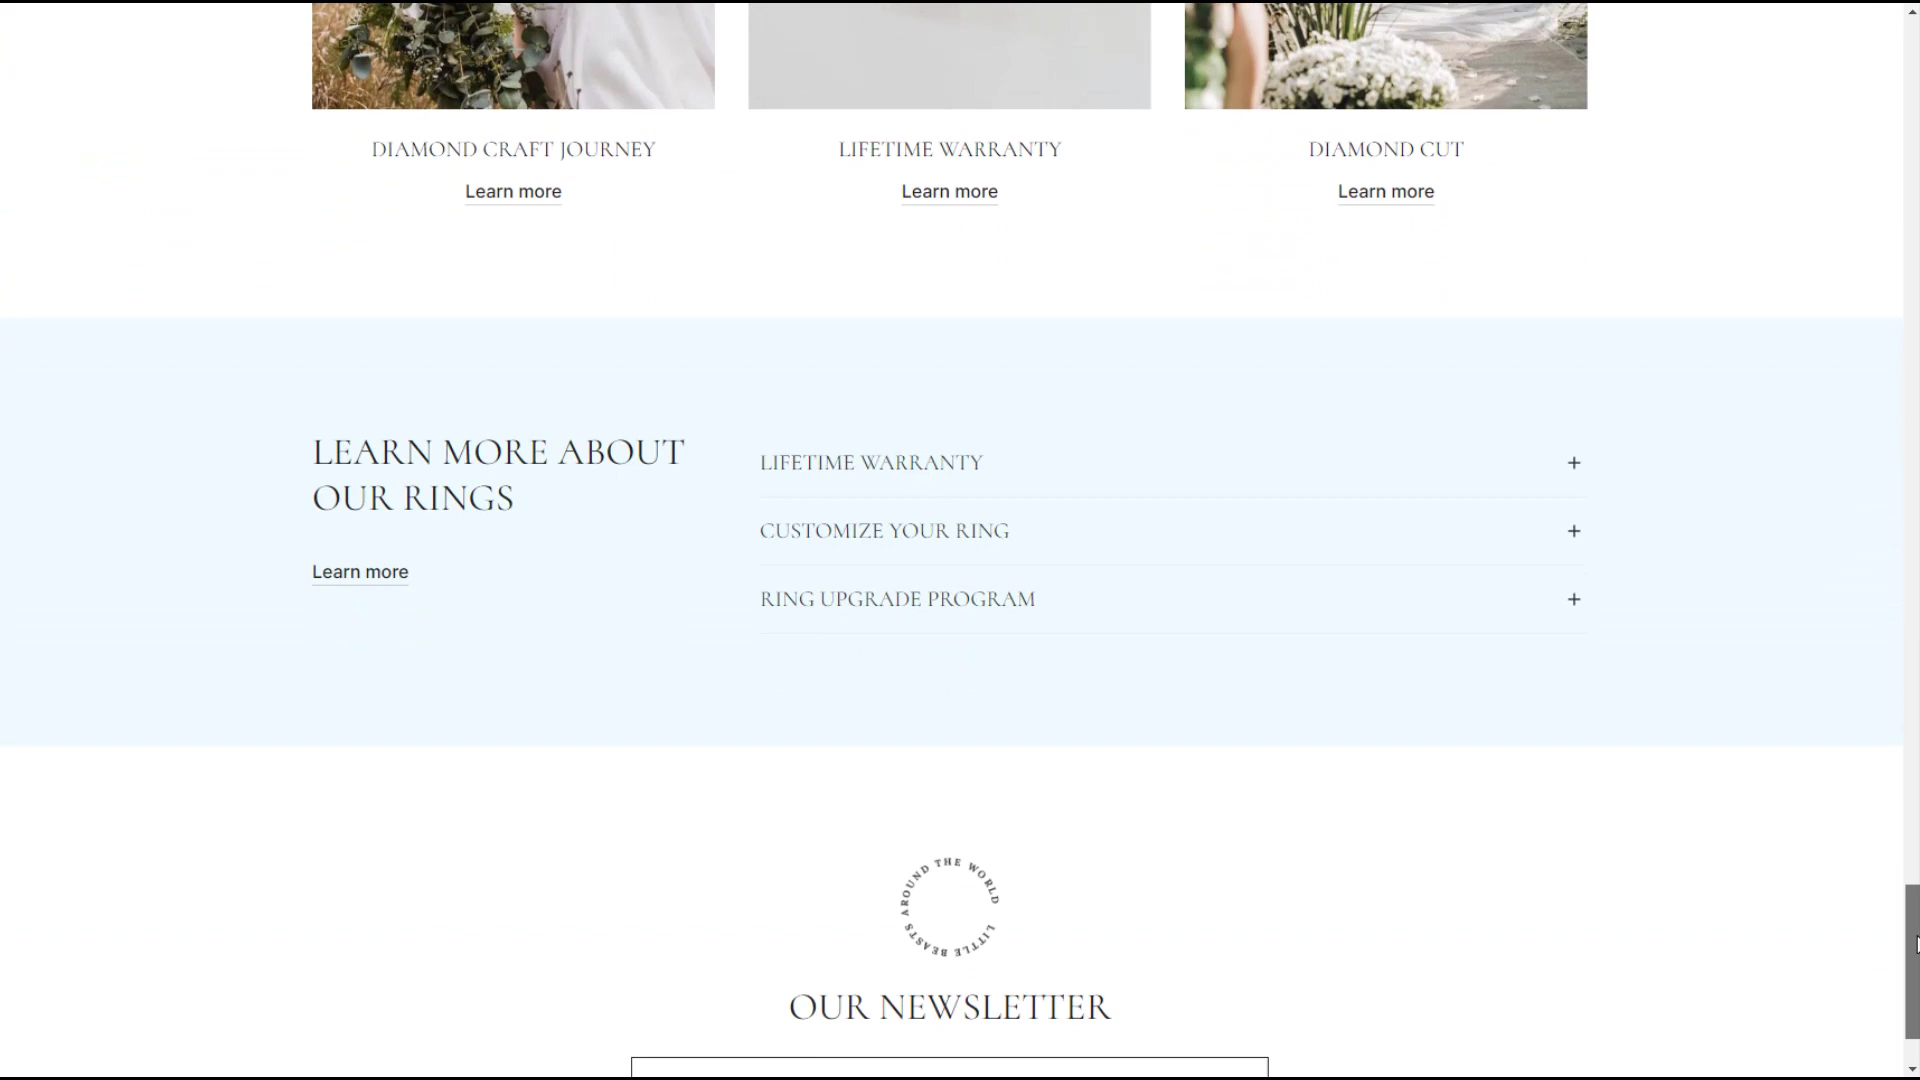 DIAMOND CRAFT JOURNEY
Learn more
LIFETIME WARRANTY
Learn more
DIAMOND CUT
Learn more
LEARN MORE ABOUT
OUR RINGS
Learn more
LIFETIME WARRANTY
CUSTOMIZE YOUR RING
RING UPGRADE PROGRAM
AROUND THE WORLD LITTLE BEASTS
OUR NEWSLETTER